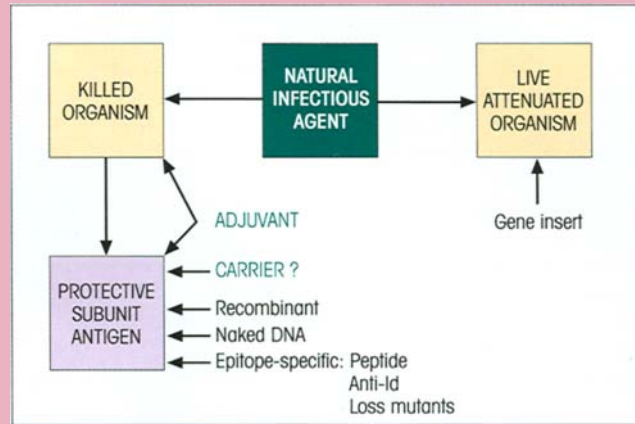 KILLED
ORGANISM
NATURAL
INFECTIOUS
AGENT
LIVE
ATTENUATED
ORGANISM
ADJUVANT
Gene insert
CARRIER ?
PROTECTIVE
SUBUNIT
ANTIGEN
Recombinant
Naked DNA
Epitope-specific: Peptide
Anti-Id
Loss mutants